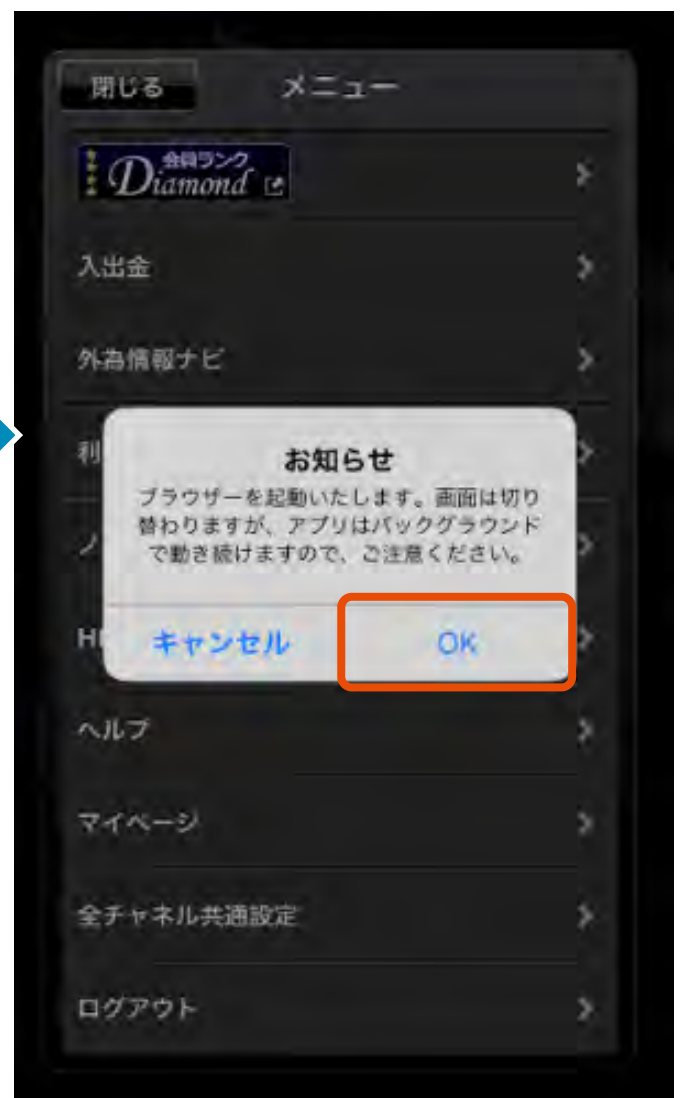 閉じる
メニュー
会員ランク
Diamond
入出金
外為情報ナビ
利
お知らせ
ブラウザーを起動いたします。画面は切り
替わりますが、アプリはバックグラウンド
で動き続けますので、ご注意ください。
ノ
H
キャンセル
OK
ヘルプ
マイページ
全チャネル共通設定
ログアウト